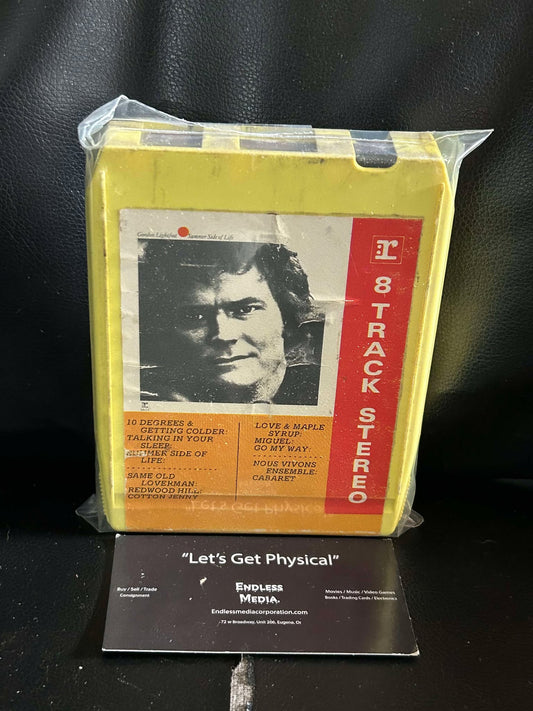 Gordon Lightfoot Summer Side of Life
r
8 TRACK STEREO
r
10 DEGREES &
GETTING COLDER:
TALKING IN YOUR
SLEEP:
SUMMER SIDE OF
LIFE:
SAME OLD
LOVERMAN:
REDWOOD HILL:
COTTON JENNY
LOVE & MAPLE
SYRUP:
MIGUEL:
GO MY WAY
NOUS VIVONS
ENSEMBLE:
CABARET
"Let's Get Physical"
Buy / Sell / Trade
Consignment
ENDLESS
MEDIA.
Movies / Music / Video Games
Books / Trading Cards / Electronics
Endlessmediacorporation.com
-72 w Broadway, Unit 206, Eugene, Or